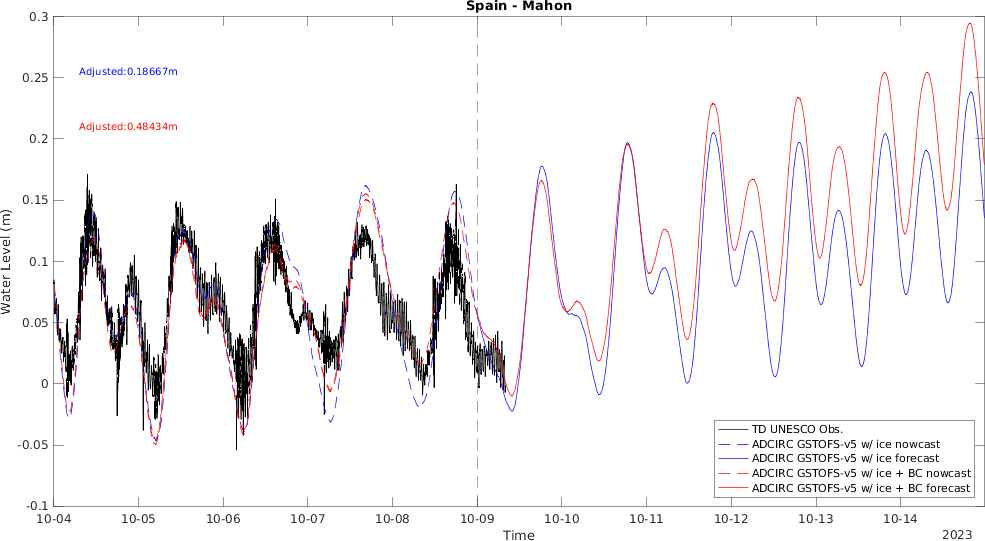 Spain - Mahon
0.3
0.25
0.2
0.15
0.1
0.05
0
-0.05
-0.1
Water Level (m)
Adjusted:0.18667m
Adjusted:0.48434m
TD UNESCO Obs.
ADCIRC GSTOFS-v5 w/ ice nowcast
ADCIRC GSTOFS-v5 w/ ice forecast
ADCIRC GSTOFS-v5 w/ ice + BC nowcast
ADCIRC GSTOFS-v5 w/ ice + BC forecast
10-04 10-05 10-06 10-07 10-08 10-09 10-10 10-11 10-12 10-13 10-14
Time
2023